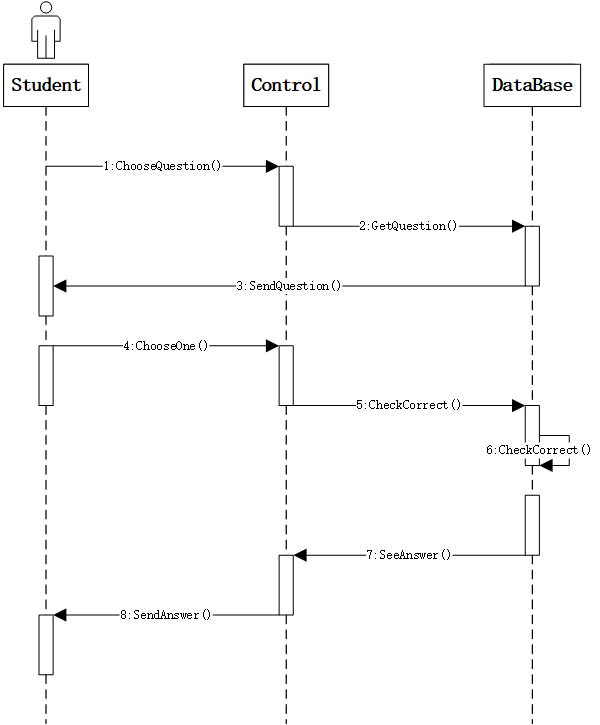 Student
Control
DataBase
1:ChooseQuestion()
2:GetQuestion()
3:SendQuestion()
4:ChooseOne()
5:CheckCorrect()
6:CheckCorrect()
7:SeeAnswer()
8:SendAnswer()